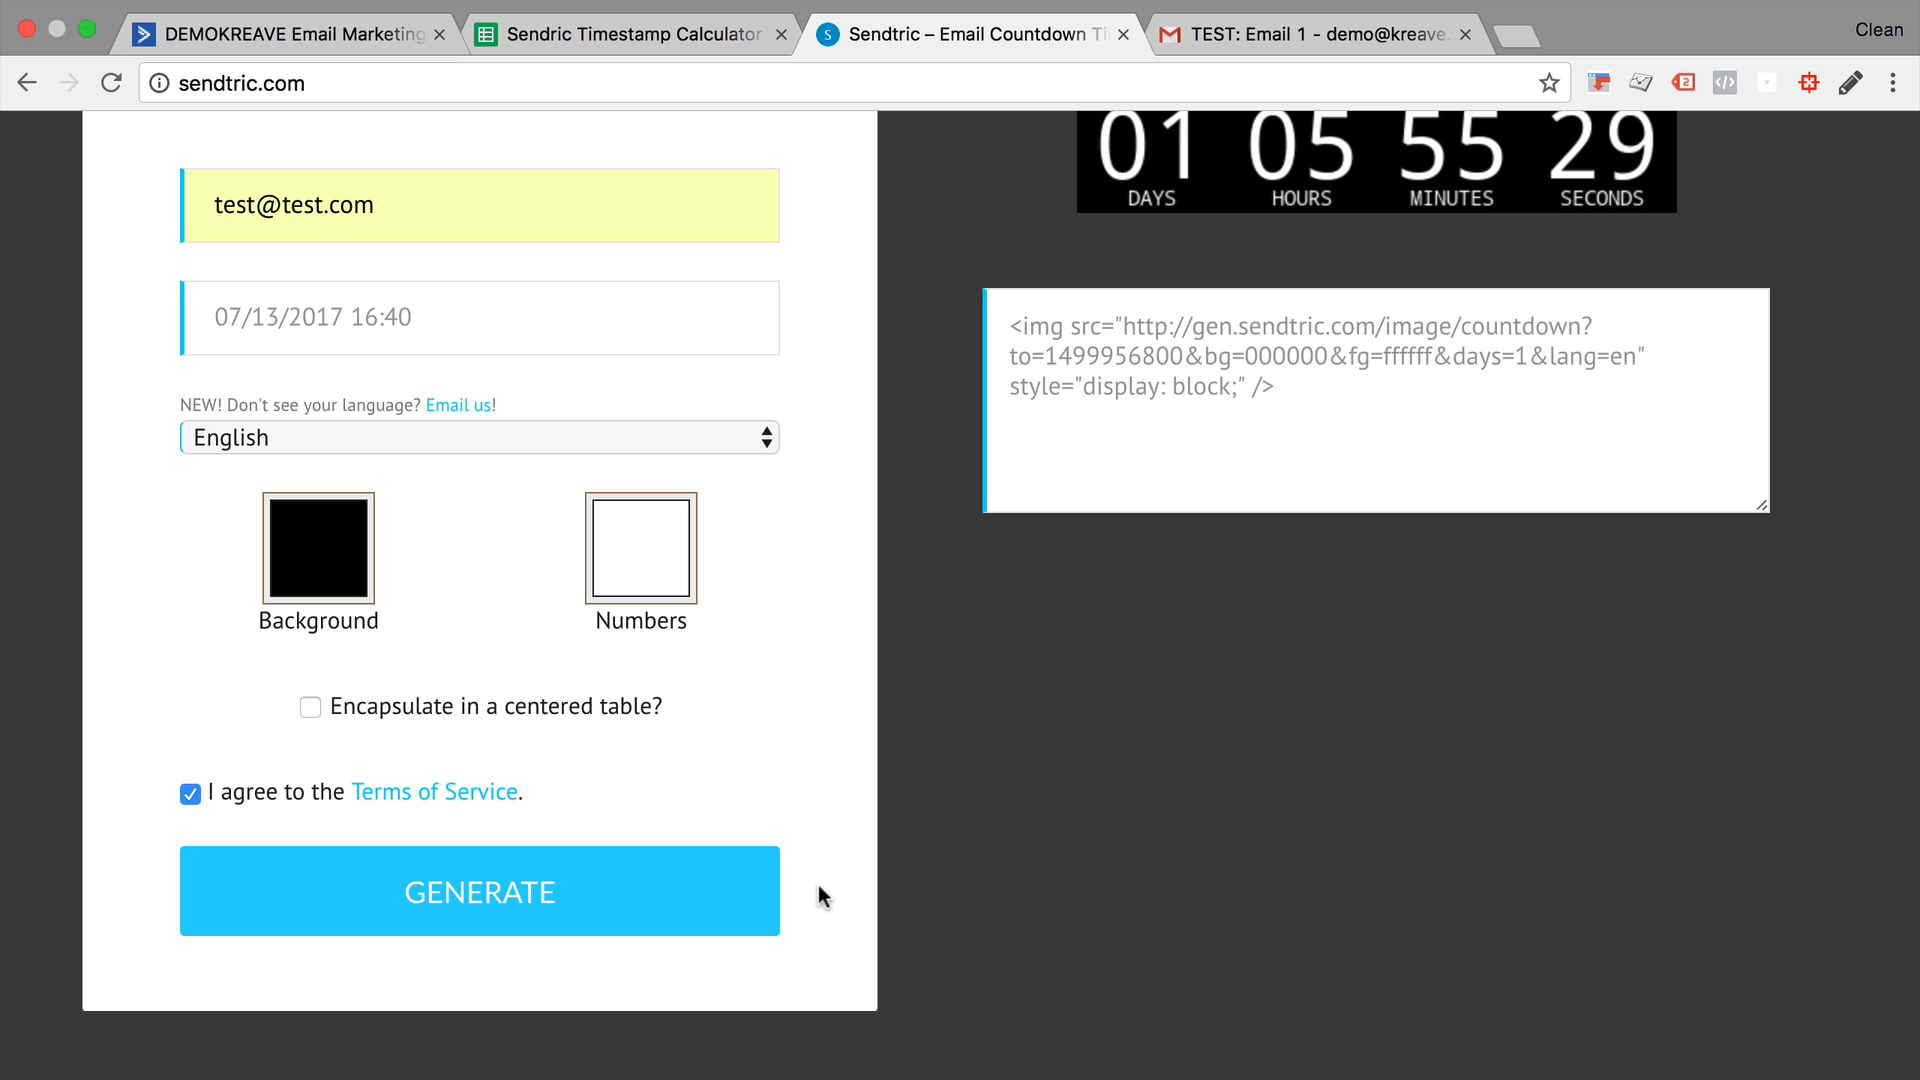 DEMOKREAVE Email Marketing
Sendric Timestamp Calculator
Sendtric – Email Countdown Ti
TEST: Email 1 - demo@kreave.
Clean
sendtric.com
2
01 05 55 29
DAYS HOURS MINUTES SECONDS
test@test.com
07/13/2017 16:40
NEW! Don't see your language? Email us!
English
Background
Numbers
Encapsulate in a centered table?
I agree to the Terms of Service.
GENERATE
<img src="http://gen.sendtric.com/image/countdown?
to=1499956800&bg=000000&fg=ffffff&days=1&lang=en"
style="display: block;" />